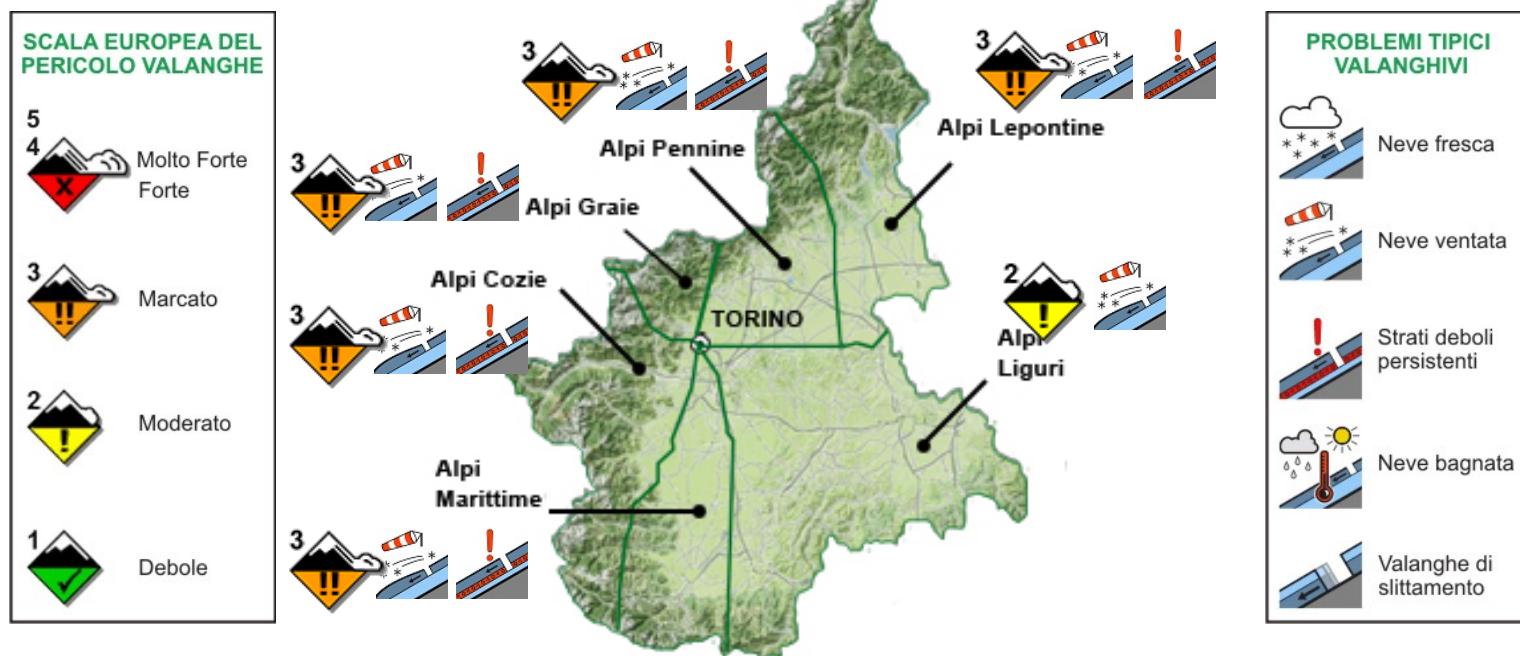 SCALA EUROPEA DEL
PERICOLO VALANGHE
5
4
Molto Forte
Forte
3
Marcato
2
Moderato
1
Debole
3
3
Alpi Lepontine
Alpi Pennine
3
Alpi Graie
Alpi Cozie
2
3
TORINO
Alpi
Liguri
Alpi
Marittime
3
PROBLEMI TIPICI
VALANGHIVI
Neve fresca
Neve ventata
Strati deboli
persistenti
Neve bagnata
Valanghe di
slittamento